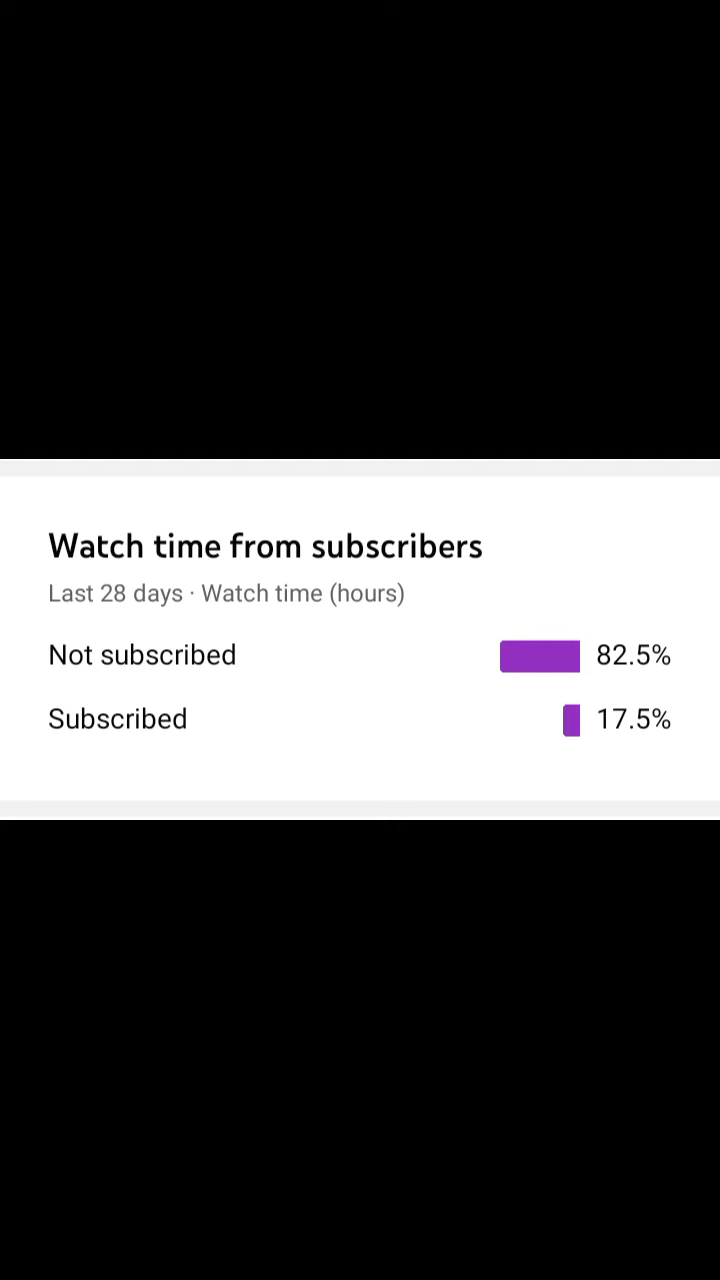 Watch time from subscribers
Last 28 days · Watch time (hours)
Not subscribed 82.5%
Subscribed 17.5%